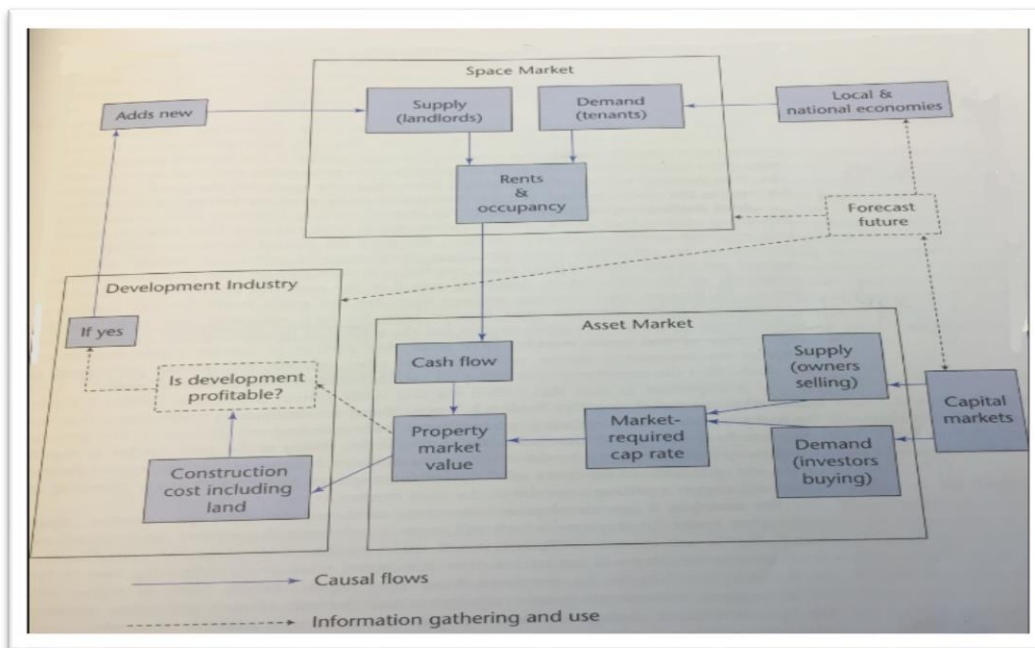 Space Market
Adds new
Supply
(landlords)
Demand
(tenants)
Local &
national economies
Rents
&
occupancy
Forecast
future
Development Industry
If yes
Is development
profitable?
Construction
cost including
land
Asset Market
Cash flow
Property
market
value
Market-
required
cap rate
Supply
(owners
selling)
Demand
(investors
buying)
Capital
markets
Causal flows
Information gathering and use